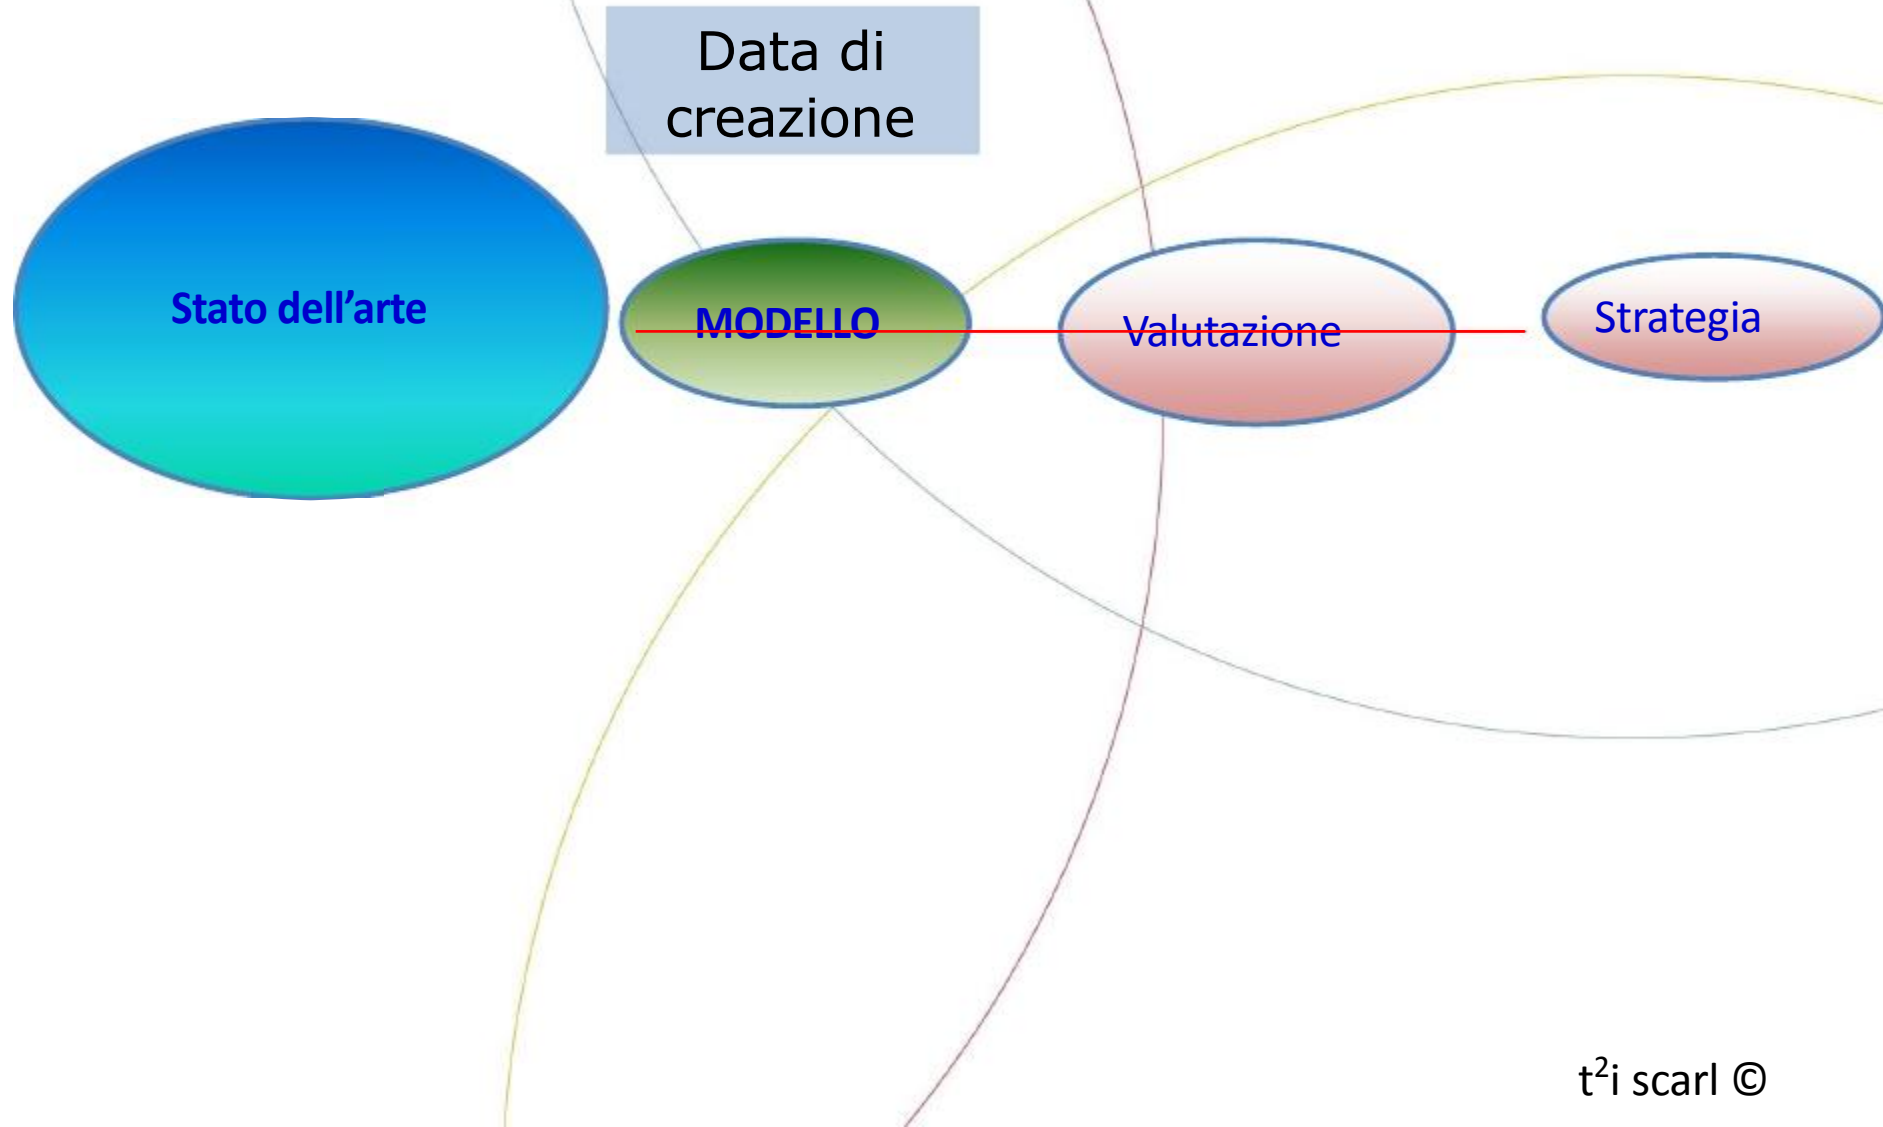 Data di
creazione
Stato dell’arte
MODELLO
Valutazione
Strategia
t²i scarl ©